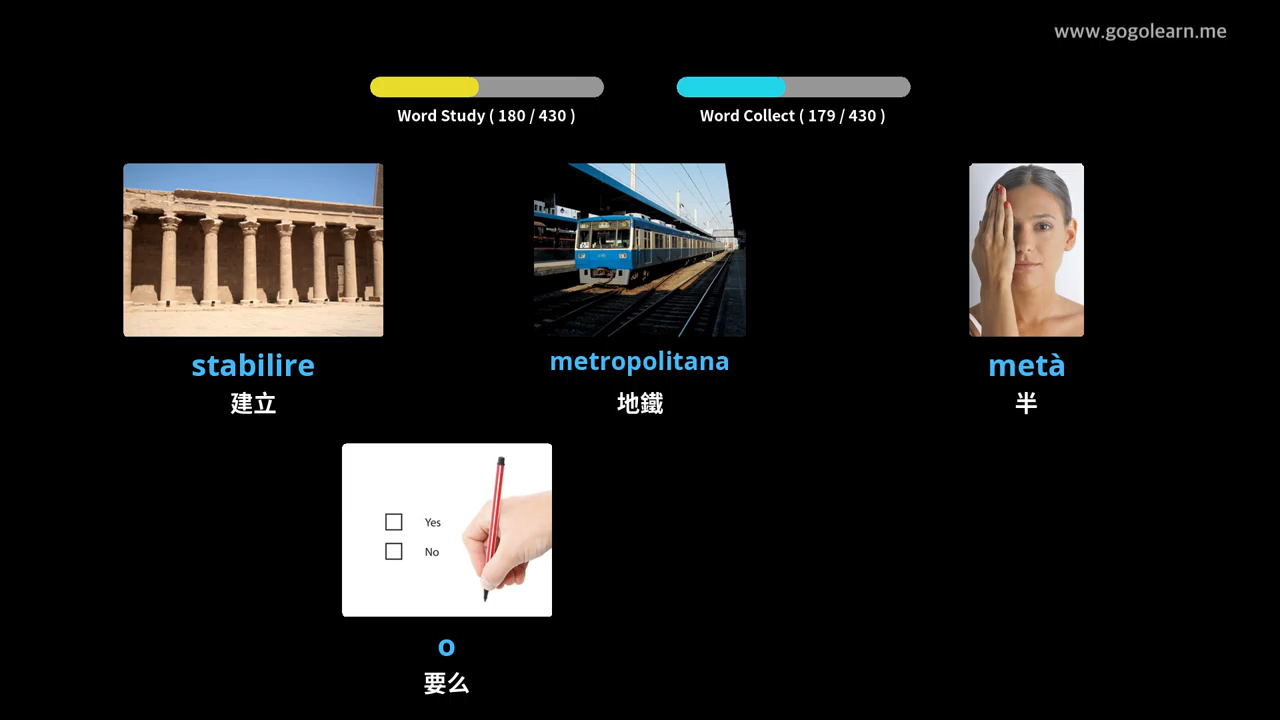 www.gogolearn.me
Word Study ( 180 / 430 )
Word Collect ( 179 / 430 )
stabilire
建立
metropolitana
地鐵
metà
半
Yes
No
o
要么